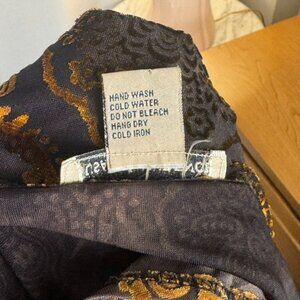 HAND WASH
COLD WATER
DO NOT BLEACH
HANG DRY
COLD IRON